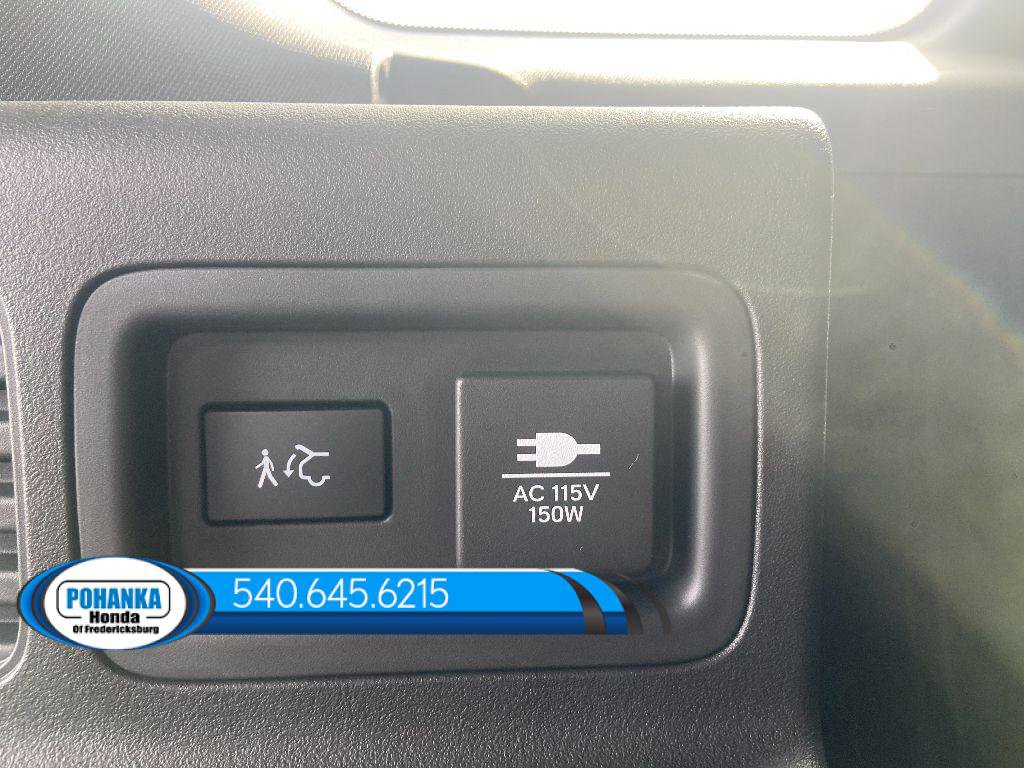 AC 115V
150W
540.645.6215
POHANKA
Honda
Of Fredericksburg